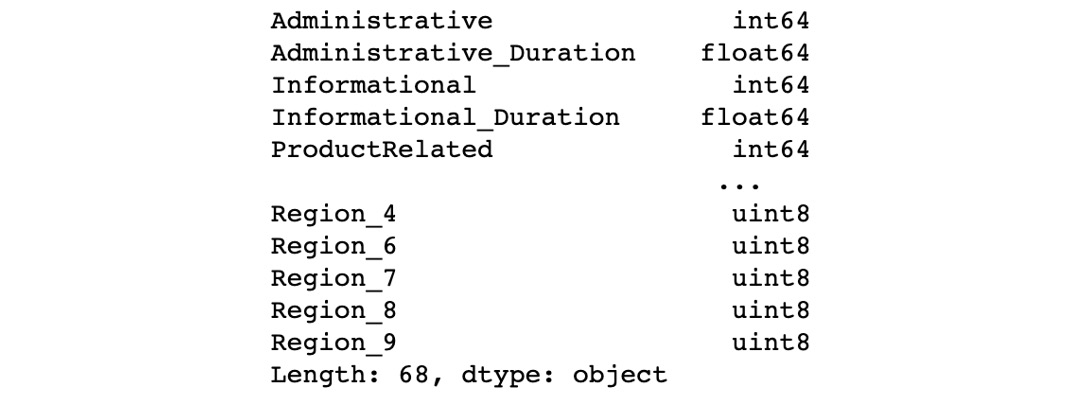 Administrative int64
Administrative_Duration float64
Informational int64
Informational_Duration float64
ProductRelated int64
...
Region_4 uint8
Region_6 uint8
Region_7 uint8
Region_8 uint8
Region_9 uint8
Length: 68, dtype: object